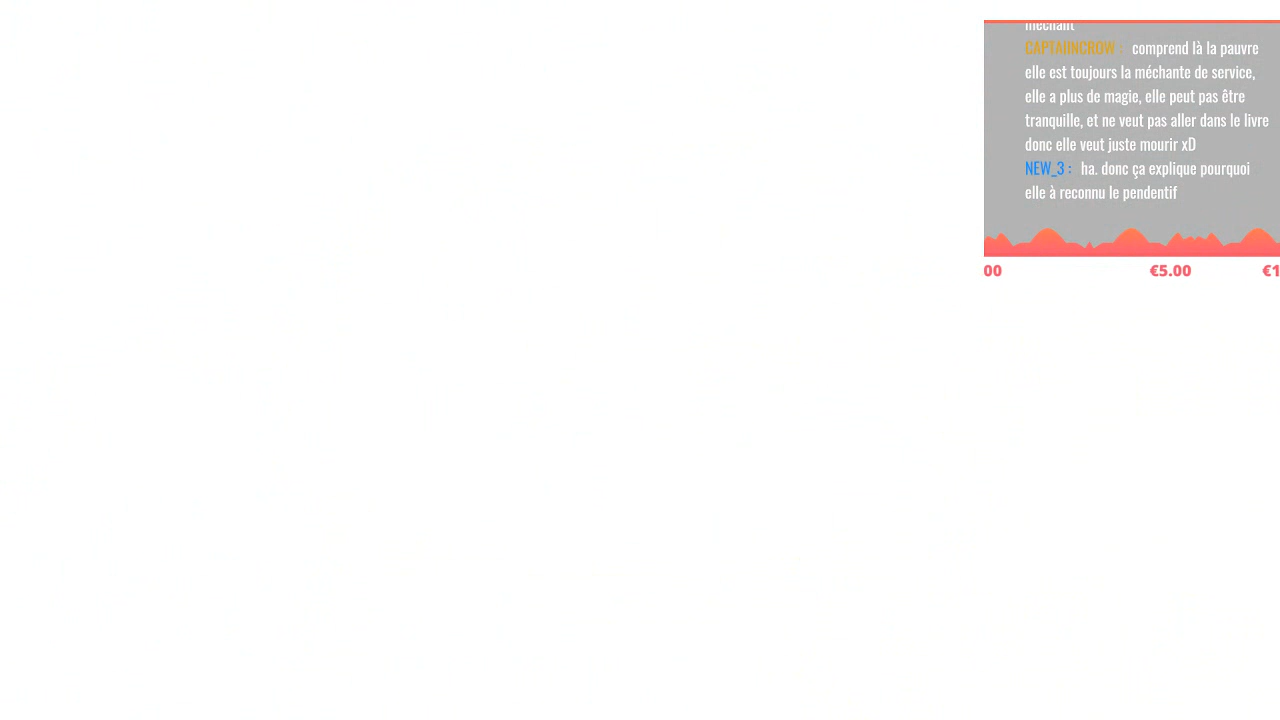 méchant
CAPTAIINCROW : comprend là la pauvre
elle est toujours la méchante de service,
elle a plus de magie, elle peut pas être
tranquille, et ne veut pas aller dans le livre
donc elle veut juste mourir xD
NEW_3 : ha. donc ça explique pourquoi
elle à reconnu le pendentif
00 €5.00 €1